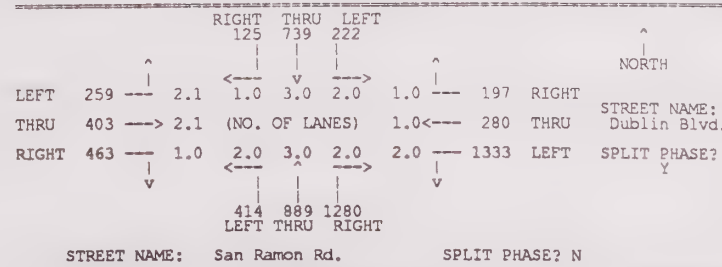 RIGHT THRU LEFT
125 739 222
^
| | |
| | |
^ | | | ^
| <--- v ---> | NORTH
LEFT 259 --- 2.1 1.0 3.0 2.0 1.0 --- 197 RIGHT
STREET NAME:
THRU 403 ---> 2.1 (NO. OF LANES) 1.0<--- 280 THRU Dublin Blvd.
RIGHT 463 --- 1.0 2.0 3.0 2.0 2.0 --- 1333 LEFT SPLIT PHASE?
| <--- ^ ---> | Y
v | | | v
| | |
414 889 1280
LEFT THRU RIGHT
STREET NAME: San Ramon Rd. SPLIT PHASE? N